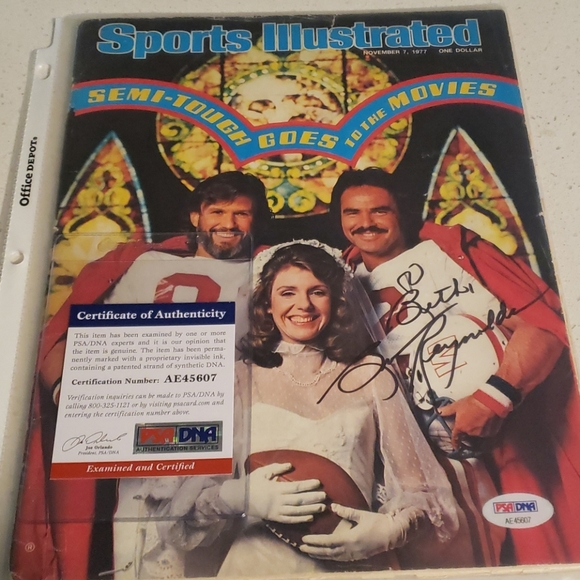 Sports Illustrated
NOVEMBER 7, 1977 ONE DOLLAR
SEMI-TOUGH GOES TO THE MOVIES
Office DEPOT
To Beth!
B Reynolds
Certificate of Authenticity
This item has been examined by one or more
PSA/DNA experts and it is our opinion that
the item is genuine. The item has been perma-
nently marked with a proprietary invisible ink,
containing a patented strand of synthetic DNA.
CERTIFICATION NUMBER: AE45607
Verification inquiries can be made to PSA/DNA by
calling 800-325-1121 or by visiting psacard.com and
entering the certification number above.
Joe Orlando
President, PSA/DNA
PSA DNA
AUTHENTICATION SERVICES
Examined and Certified
PSA DNA
AE45607
®